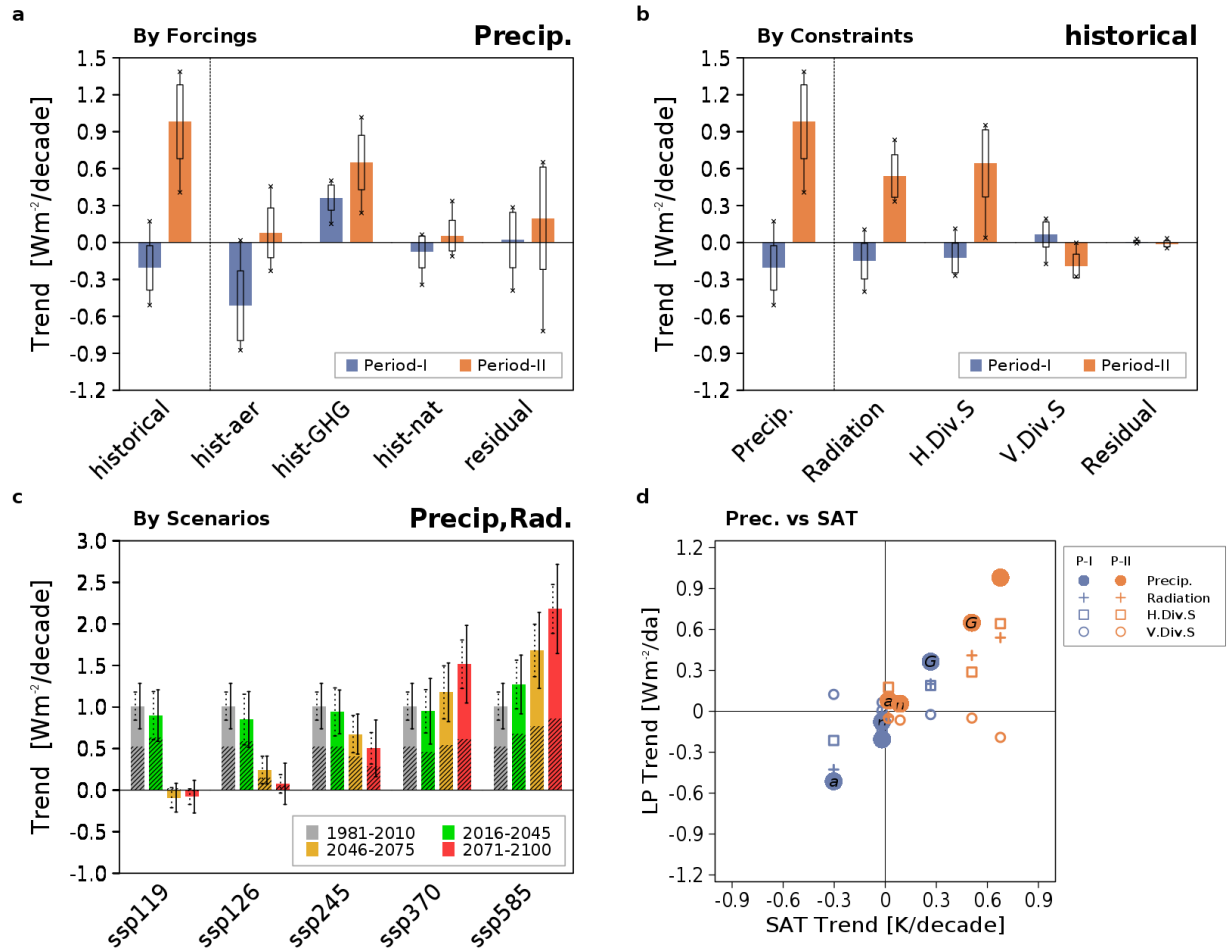 a
By Forcings Precip.
Trend [Wm⁻²/decade]
1.5
1.2
0.9
0.6
0.3
0.0
-0.3
-0.6
-0.9
-1.2
Period-I Period-II
historical hist-aer hist-GHG hist-nat residual
b
By Constraints historical
Trend [Wm⁻²/decade]
1.5
1.2
0.9
0.6
0.3
0.0
-0.3
-0.6
-0.9
-1.2
Period-I Period-II
Precip. Radiation H.Div.S V.Div.S Residual
c
By Scenarios Precip,Rad.
Trend [Wm⁻²/decade]
3.0
2.5
2.0
1.5
1.0
0.5
0.0
-0.5
-1.0
1981-2010 2016-2045
2046-2075 2071-2100
ssp119 ssp126 ssp245 ssp370 ssp585
d
Prec. vs SAT
LP Trend [Wm⁻²/da]
1.2
0.9
0.6
0.3
0
-0.3
-0.6
-0.9
-1.2
G
G
a n
n
a
-0.9 -0.6 -0.3 0 0.3 0.6 0.9
SAT Trend [K/decade]
P-I P-II
Precip.
Radiation
H.Div.S
V.Div.S